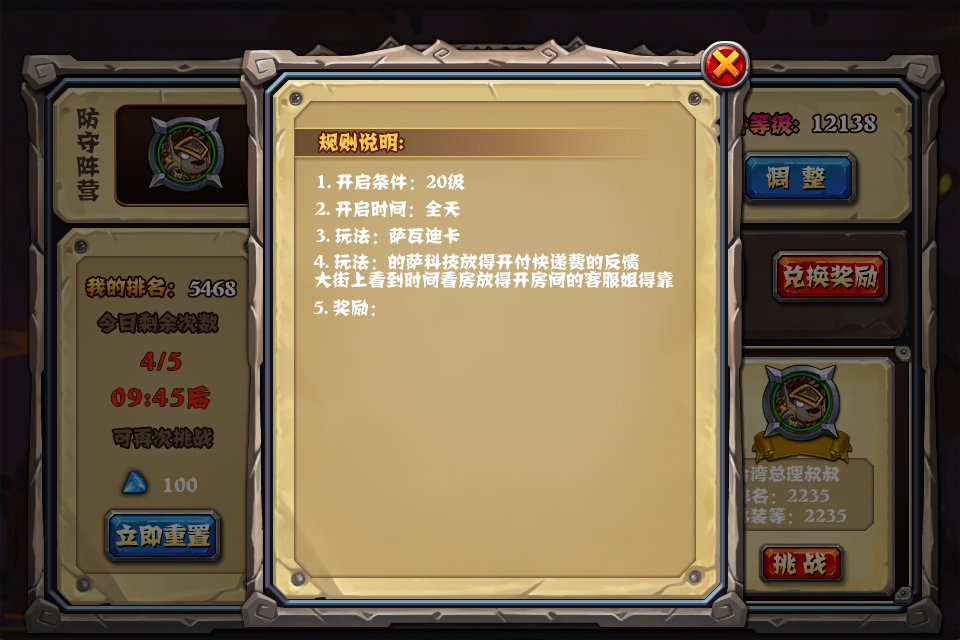 防守阵营
等级：12138
调整
规则说明：
1. 开启条件：20级
2. 开启时间：全天
3. 玩法：萨瓦迪卡
4. 玩法：的萨科技放得开付快递费的反馈
大街上看到时间看房放得开房间的客服姐得靠
5. 奖励：
我的排名：5468
今日剩余次数
4/5
09:45后
可再次挑战
100
立即重置
兑换奖励
湾总理叔叔
名：2235
装等：2235
挑战